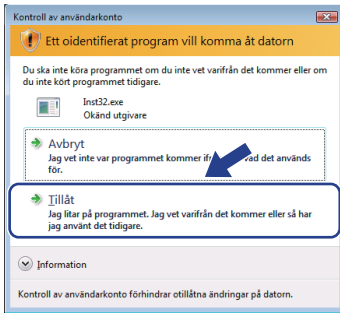 Kontroll av användarkonto
Ett oidentifierat program vill komma åt datorn
Du ska inte köra programmet om du inte vet varifrån det kommer eller om
du inte kört programmet tidigare.
Inst32.exe
Okänd utgivare
Avbryt
Jag vet inte var programmet kommer vad det används
för.
Tillåt
Jag litar på programmet. Jag vet varifrån det kommer eller så har
jag använt det tidigare.
Information
Kontroll av användarkonto förhindrar otillåtna ändringar på datorn.